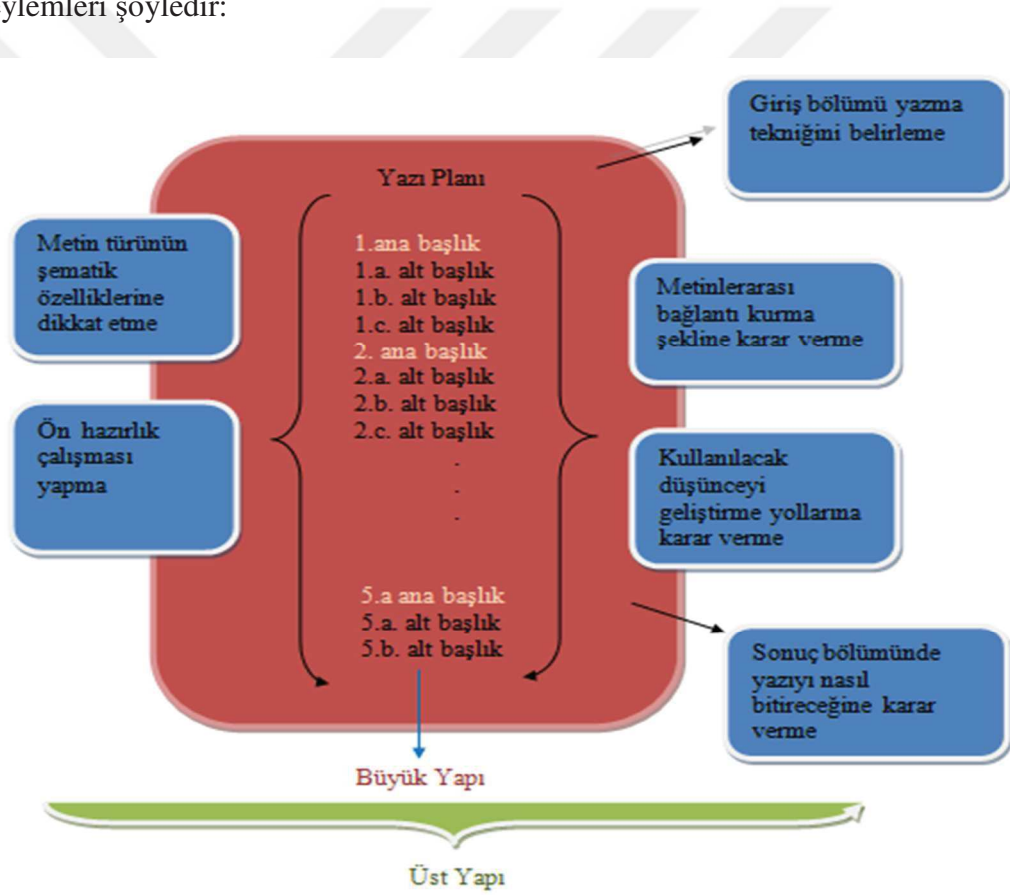 eylemleri şöyledir:
Giriş bölümü yazma
tekniğini belirleme
Yazı Planı
Metin türünün
şematik
özelliklerine
dikkat etme
1.ana başlık
1.a. alt başlık
1.b. alt başlık
1.c. alt başlık
2. ana başlık
2.a. alt başlık
2.b. alt başlık
2.c. alt başlık
.
.
.
Metinlerarası
bağlantı kurma
şekline karar verme
Ön hazırlık
çalışması
yapma
Kullanılacak
düşünceyi
geliştirme yollarına
karar verme
5.a ana başlık
5.a. alt başlık
5.b. alt başlık
Sonuç bölümünde
yazıyı nasıl
bitireceğine karar
verme
Büyük Yapı
Üst Yapı